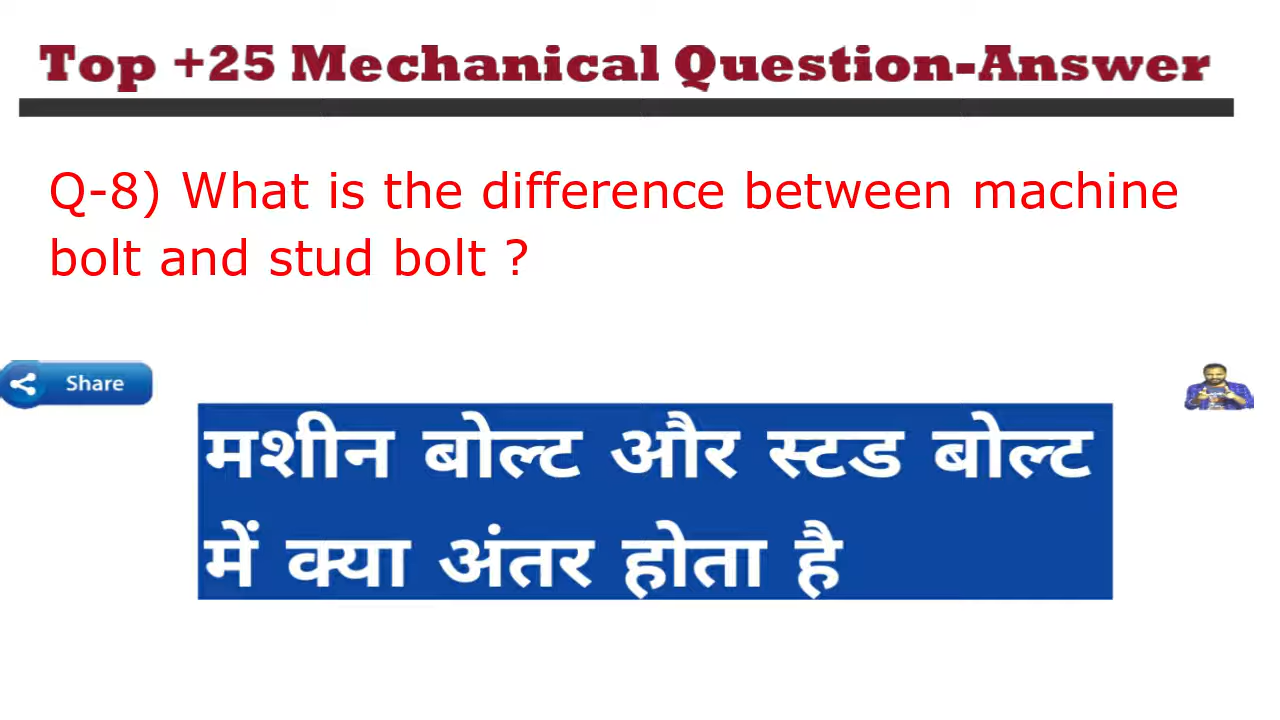 Top +25 Mechanical Question-Answer
Q-8) What is the difference between machine
bolt and stud bolt ?
Share
मशीन बोल्ट और स्टड बोल्ट
में क्या अंतर होता है